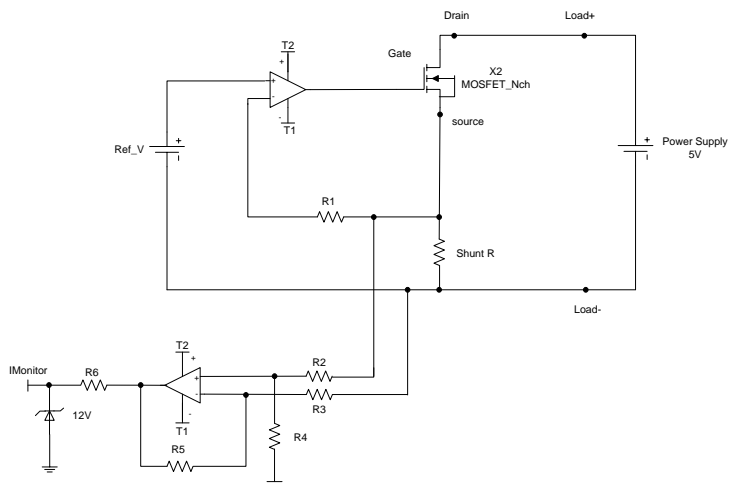 Drain
Load+
T2
+
Gate
X2
MOSFET_Nch
+
-
-
T1
source
Ref_V
+
-
+
-
Power Supply
5V
R1
Shunt R
Load-
T2
+
IMonitor
R6
R2
+
-
R3
12V
-
T1
R4
R5